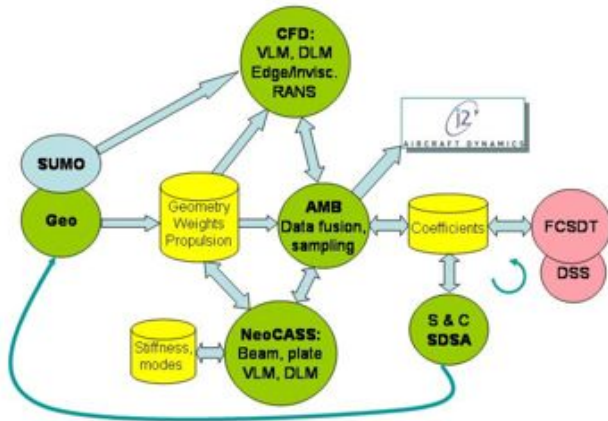 CFD:
VLM, DLM
Edge/Invisc.
RANS
j2
AIRCRAFT DYNAMICS
SUMO
Geo
Geometry
Weights
Propulsion
AMB
Data fusion,
sampling
Coefficients
FCSDT
DSS
NeoCASS:
Beam, plate
VLM, DLM
Stiffness,
modes
S & C
SDSA